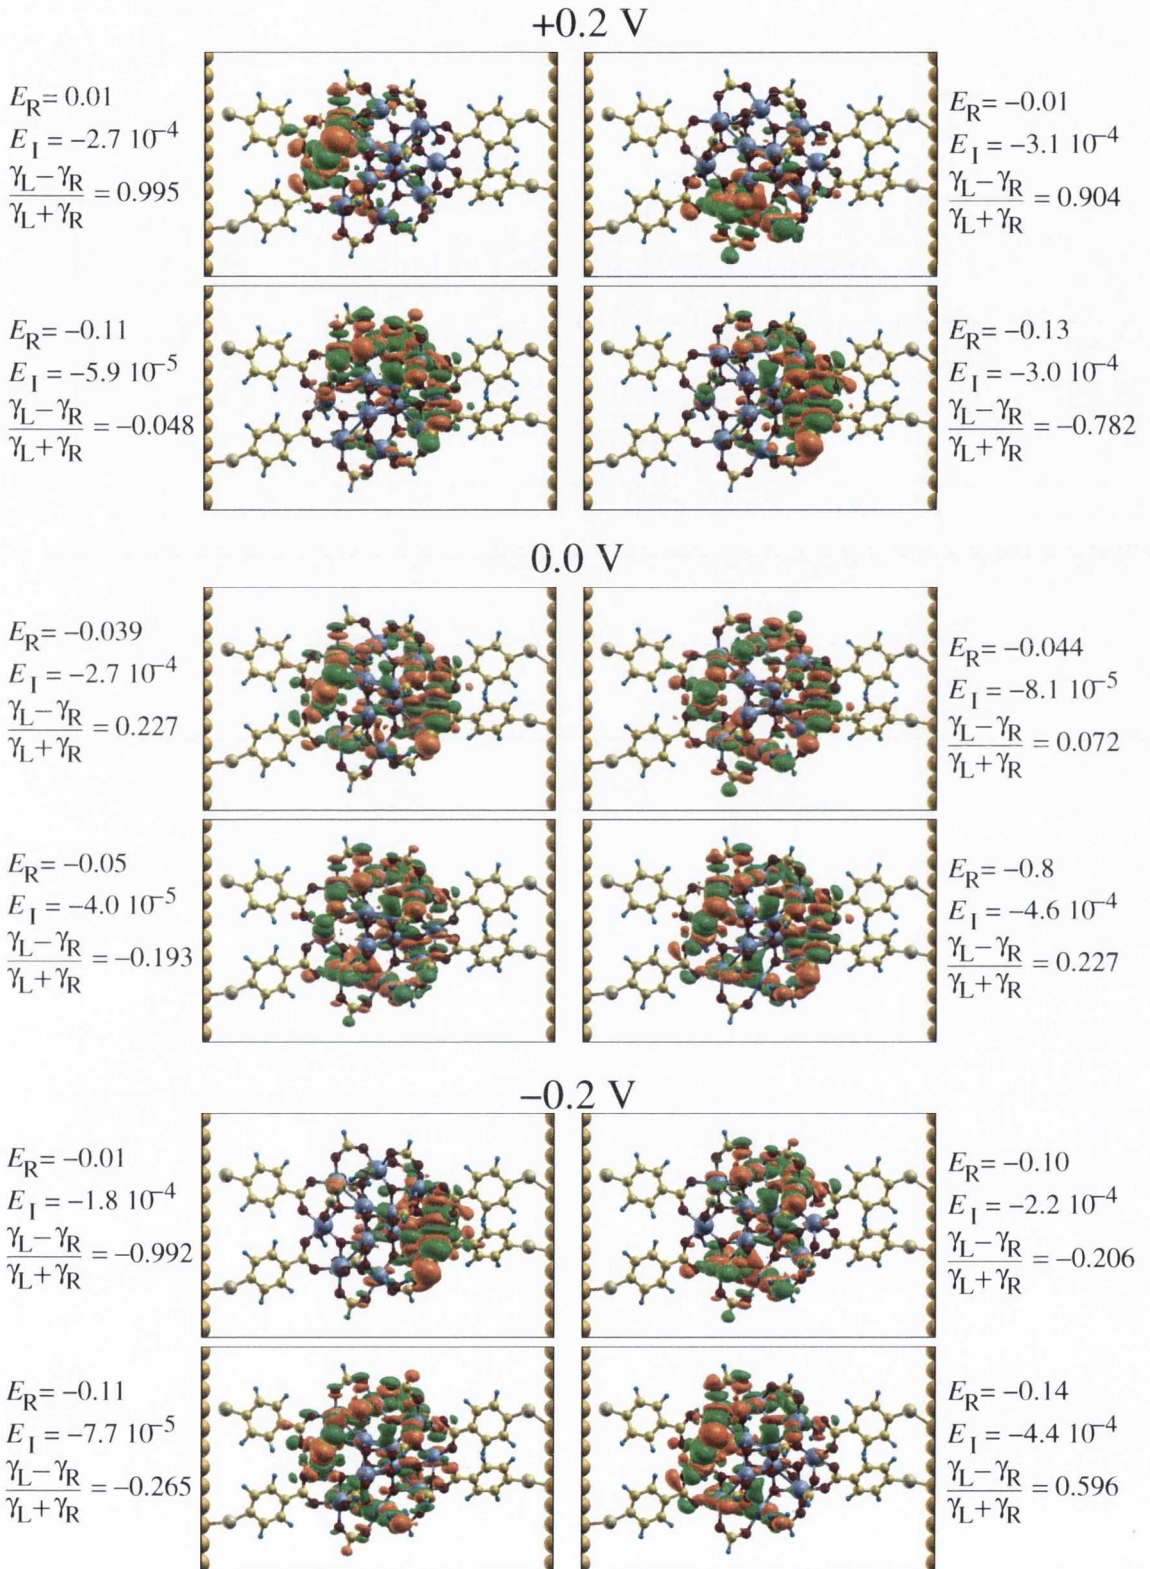 +0.2 V
E_R= 0.01
E_I = −2.7 10^−4
γ_L−γ_R
γ_L+γ_R = 0.995
E_R= −0.01
E_I = −3.1 10^−4
γ_L−γ_R
γ_L+γ_R = 0.904
E_R= −0.11
E_I = −5.9 10^−5
γ_L−γ_R
γ_L+γ_R = −0.048
E_R= −0.13
E_I = −3.0 10^−4
γ_L−γ_R
γ_L+γ_R = −0.782
0.0 V
E_R= −0.039
E_I = −2.7 10^−4
γ_L−γ_R
γ_L+γ_R = 0.227
E_R= −0.044
E_I = −8.1 10^−5
γ_L−γ_R
γ_L+γ_R = 0.072
E_R= −0.05
E_I = −4.0 10^−5
γ_L−γ_R
γ_L+γ_R = −0.193
E_R= −0.8
E_I = −4.6 10^−4
γ_L−γ_R
γ_L+γ_R = 0.227
−0.2 V
E_R= −0.01
E_I = −1.8 10^−4
γ_L−γ_R
γ_L+γ_R = −0.992
E_R= −0.10
E_I = −2.2 10^−4
γ_L−γ_R
γ_L+γ_R = −0.206
E_R= −0.11
E_I = −7.7 10^−5
γ_L−γ_R
γ_L+γ_R = −0.265
E_R= −0.14
E_I = −4.4 10^−4
γ_L−γ_R
γ_L+γ_R = 0.596